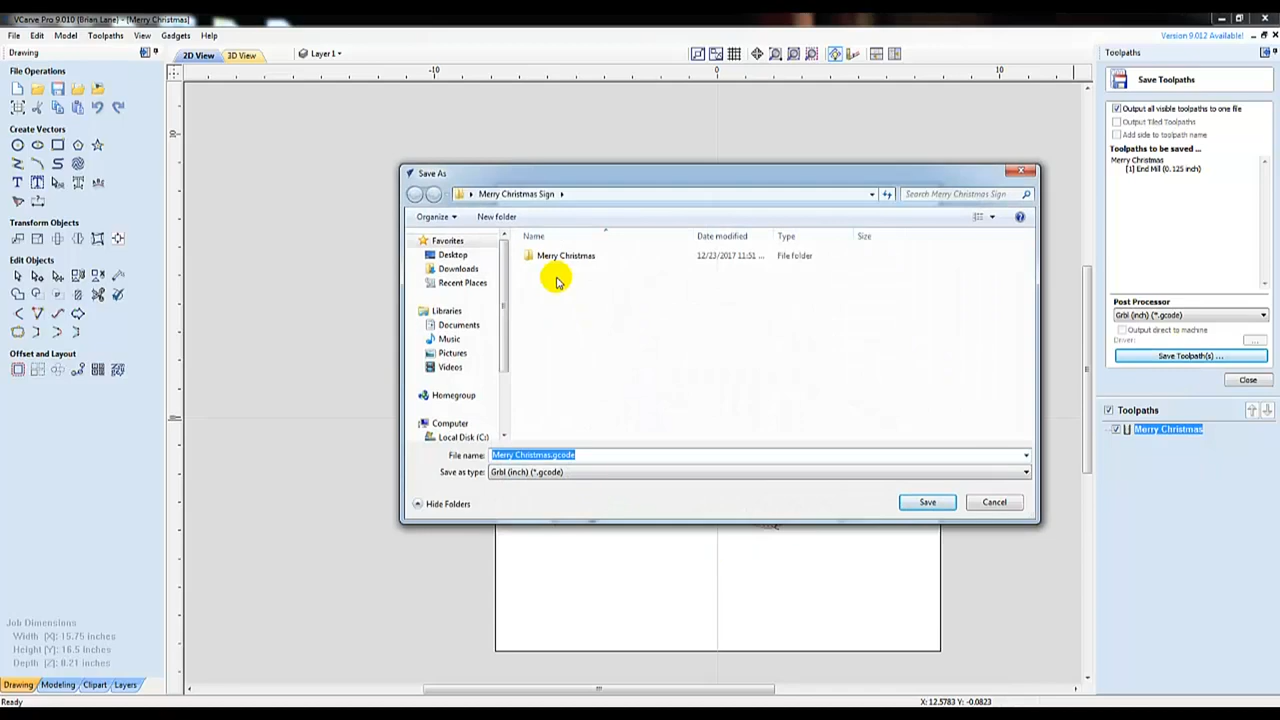 VCarve Pro 9.010 {Brian Lane} - [Merry Christmas]
File Edit Model Toolpaths View Gadgets Help
Version 9.012 Available!
Drawing
2D View 3D View Layer 1
Toolpaths
File Operations
-10 0 10
Save Toolpaths
Output all visible toolpaths to one file
Output Tiled Toolpaths
Add side to toolpath name
Toolpaths to be saved ...
Merry Christmas
[1] End Mill (0.125 inch)
Create Vectors
Transform Objects
Edit Objects
Offset and Layout
Save As
Merry Christmas Sign
Search Merry Christmas Sign
Organize New folder
Name Date modified Type Size
Favorites
Desktop
Downloads
Recent Places
Libraries
Documents
Music
Pictures
Videos
Homegroup
Computer
Local Disk (C:)
Merry Christmas 12/23/2017 11:51 ... File folder
File name: Merry Christmas.gcode
Save as type: Grbl (inch) (*.gcode)
Hide Folders Save Cancel
Post Processor
Grbl (inch) (*.gcode)
Output direct to machine
Driver: ...
Save Toolpath(s) ...
Close
Toolpaths
Merry Christmas
Job Dimensions
Width [X]: 15.75 inches
Height [Y]: 16.5 inches
Depth [Z]: 0.21 inches
Drawing Modeling Clipart Layers
Ready
X: 12.5783 Y: -0.0823